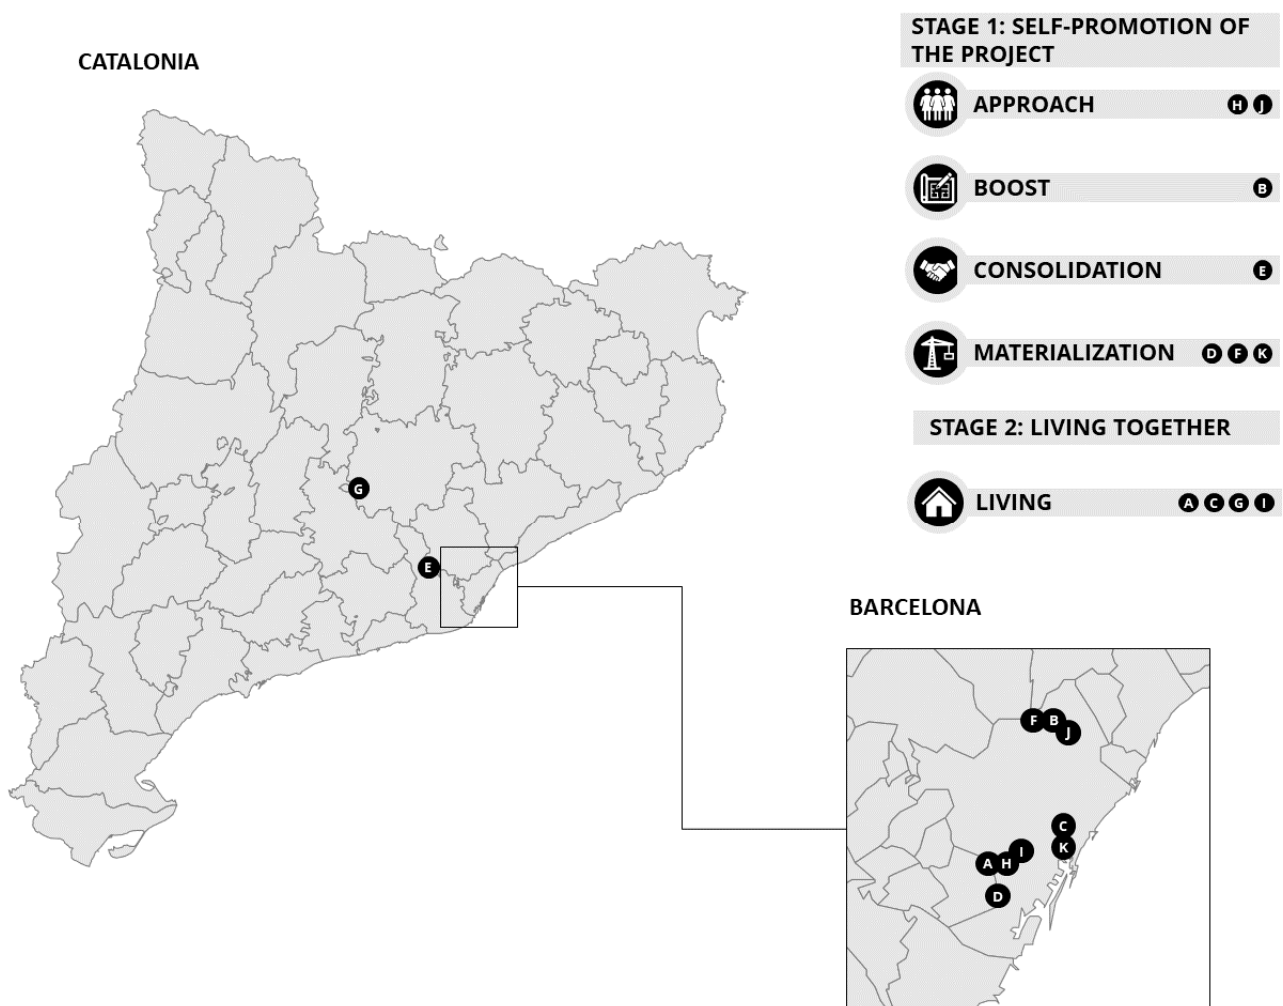 CATALONIA
G
E
STAGE 1: SELF-PROMOTION OF
THE PROJECT
APPROACH H J
BOOST B
CONSOLIDATION E
MATERIALIZATION D F K
STAGE 2: LIVING TOGETHER
LIVING A C G I
BARCELONA
F B
J
C
K
I
A H
D